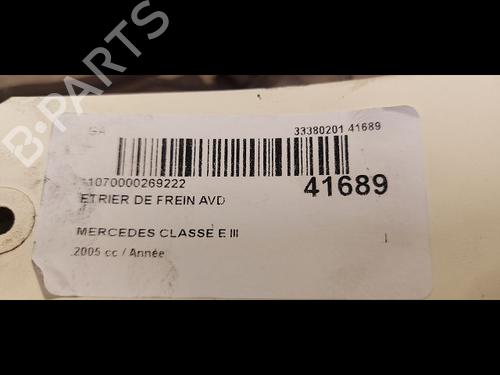 B-PARTS
33380201 41689
1070000269222
41689
ETRIER DE FREIN AVD
MERCEDES CLASSE E III
2005 cc / Année